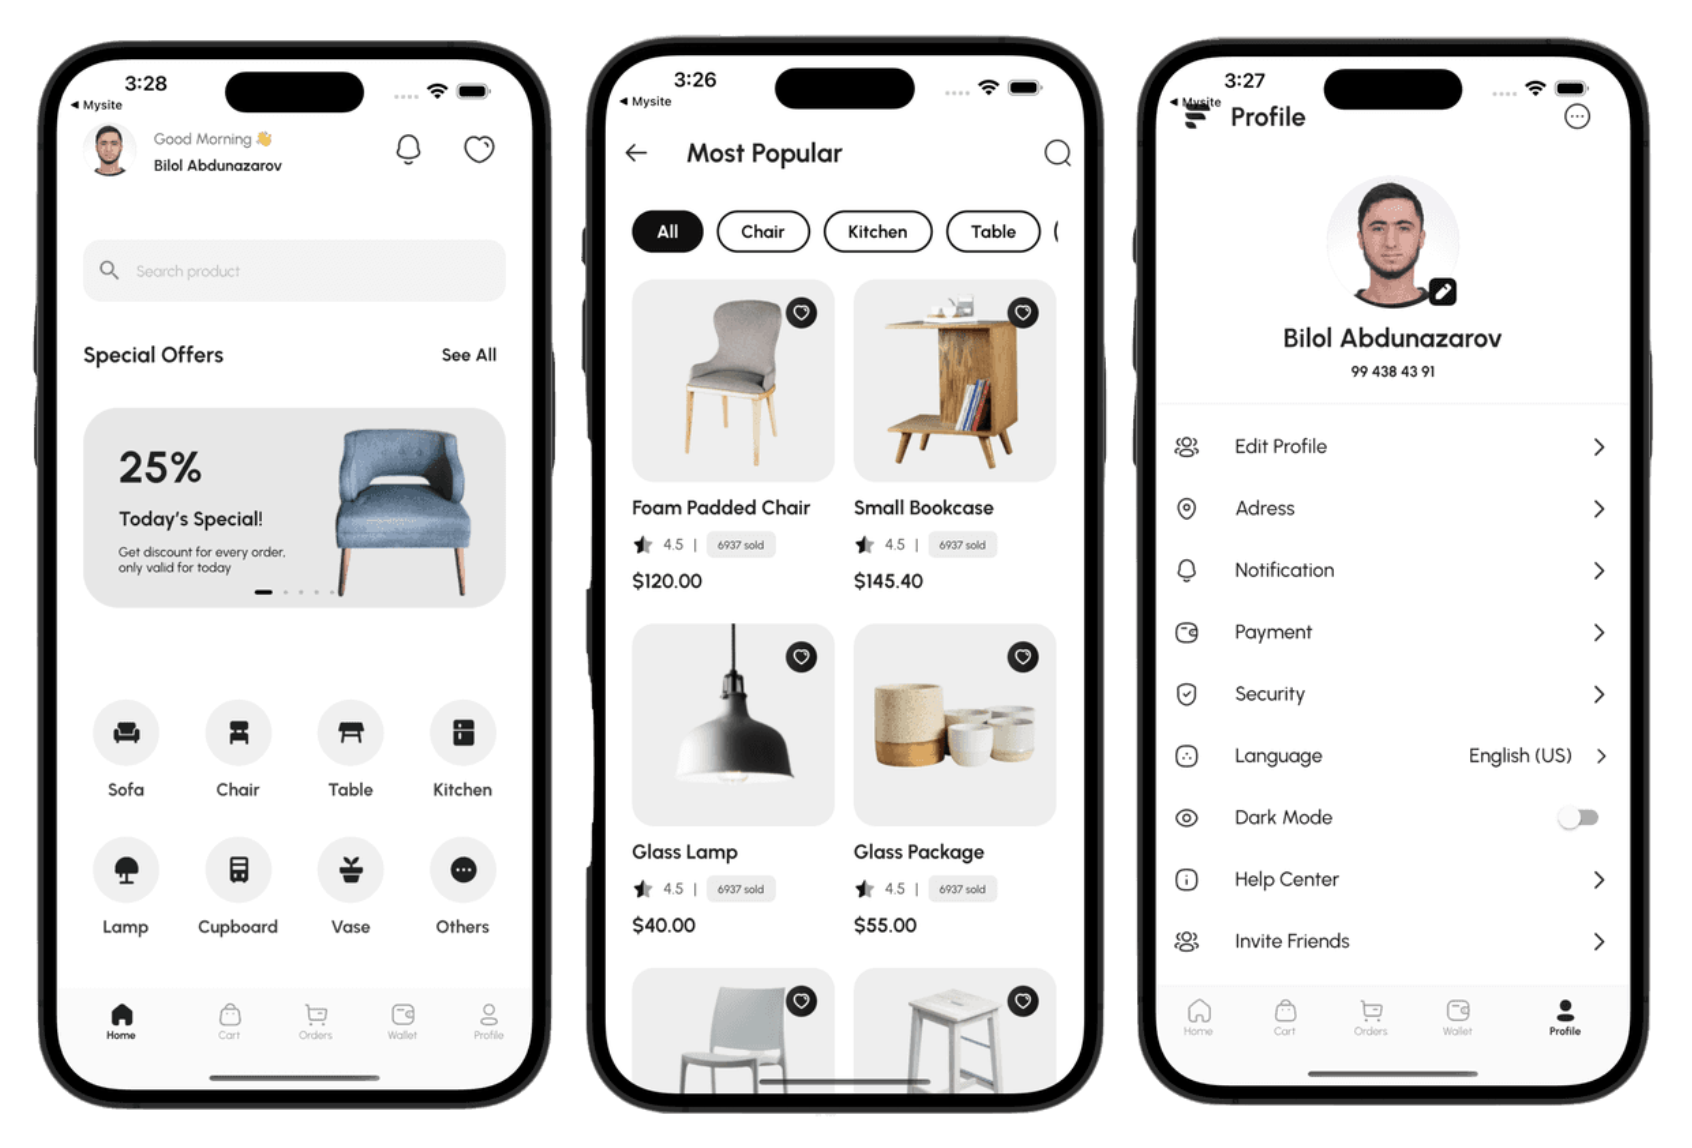 3:28
◀ Mysite
Good Morning 👋
Bilol Abdunazarov
Search product
Special Offers See All
25%
Today's Special!
Get discount for every order,
only valid for today
Sofa Chair Table Kitchen
Lamp Cupboard Vase Others
Home Cart Orders Wallet Profile
3:26
◀ Mysite
Most Popular
All Chair Kitchen Table
Foam Padded Chair Small Bookcase
4.5 | 6937 sold 4.5 | 6937 sold
$120.00 $145.40
Glass Lamp Glass Package
4.5 | 6937 sold 4.5 | 6937 sold
$40.00 $55.00
3:27
◀ Mysite
Profile
Bilol Abdunazarov
99 438 43 91
Edit Profile
Adress
Notification
Payment
Security
Language English (US)
Dark Mode
Help Center
Invite Friends
Home Cart Orders Wallet Profile